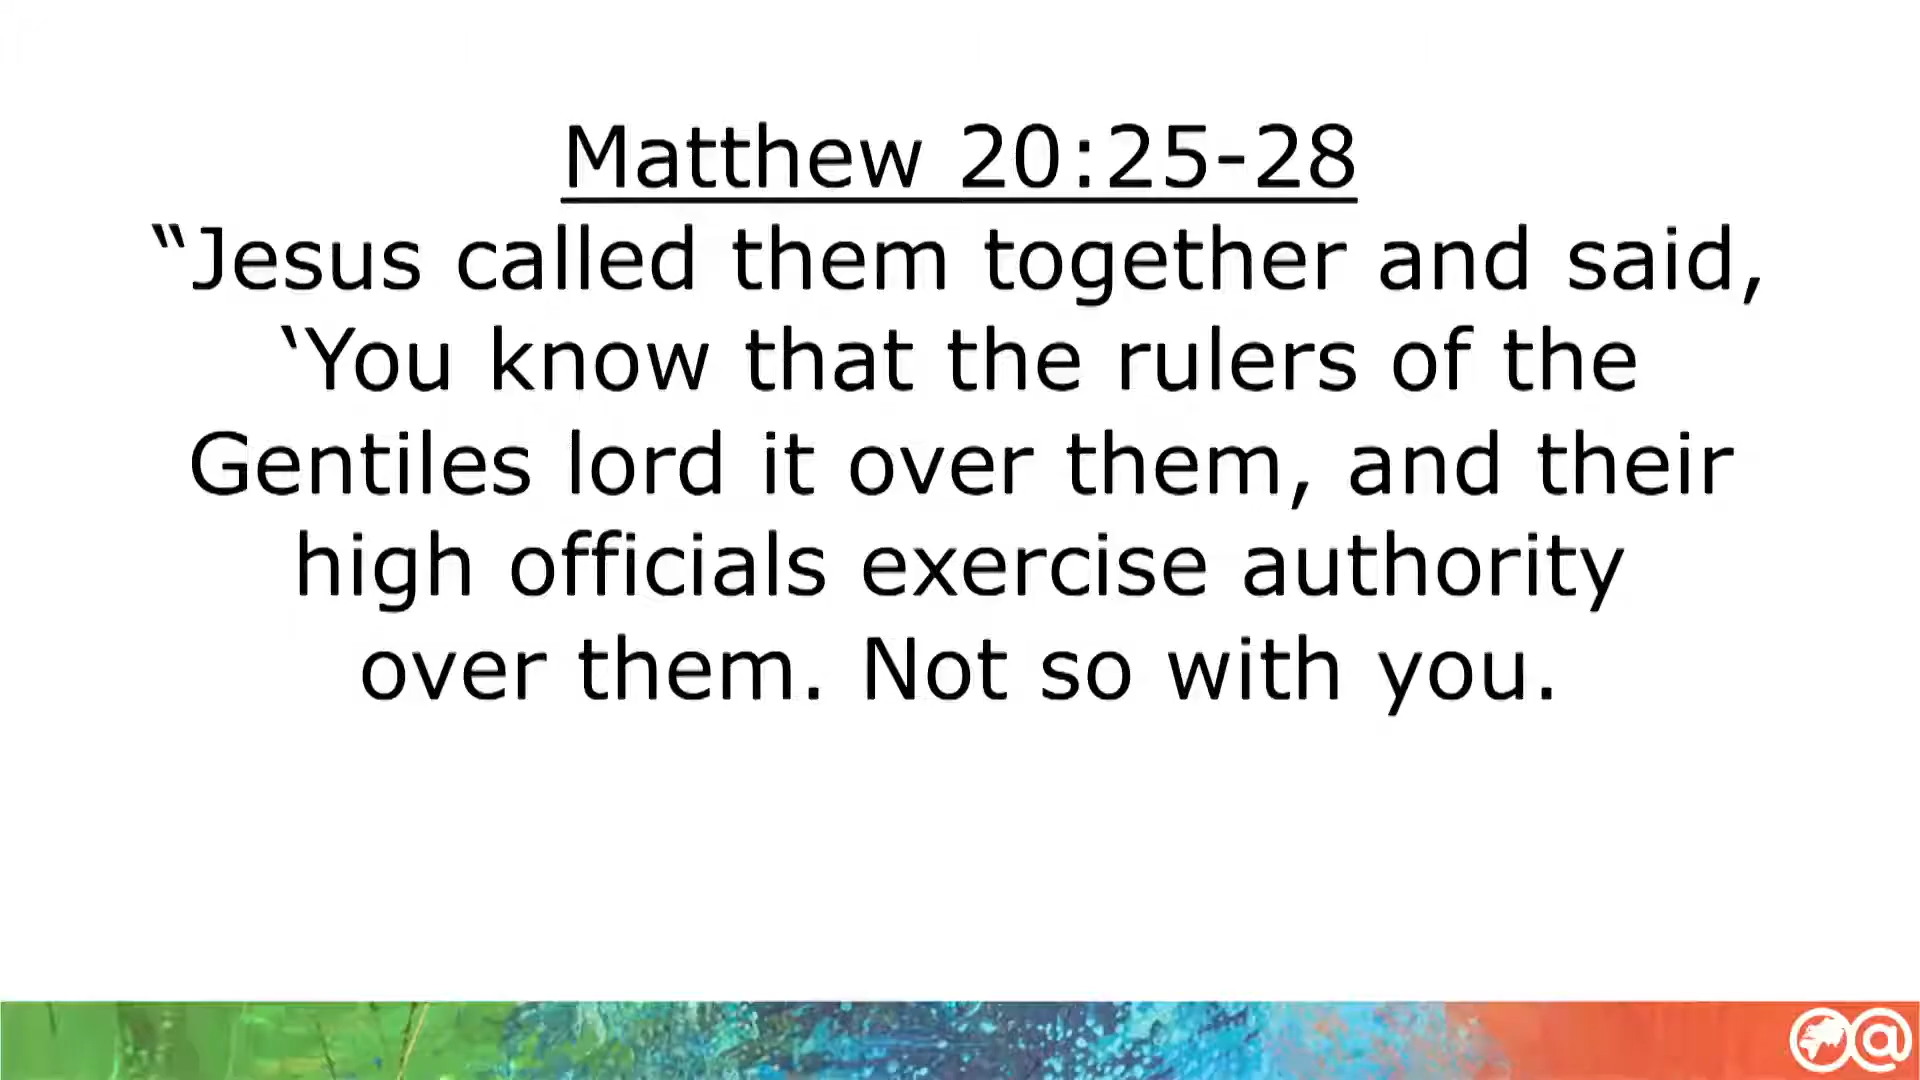 Matthew 20:25-28
“Jesus called them together and said,
‘You know that the rulers of the
Gentiles lord it over them, and their
high officials exercise authority
over them. Not so with you.
@